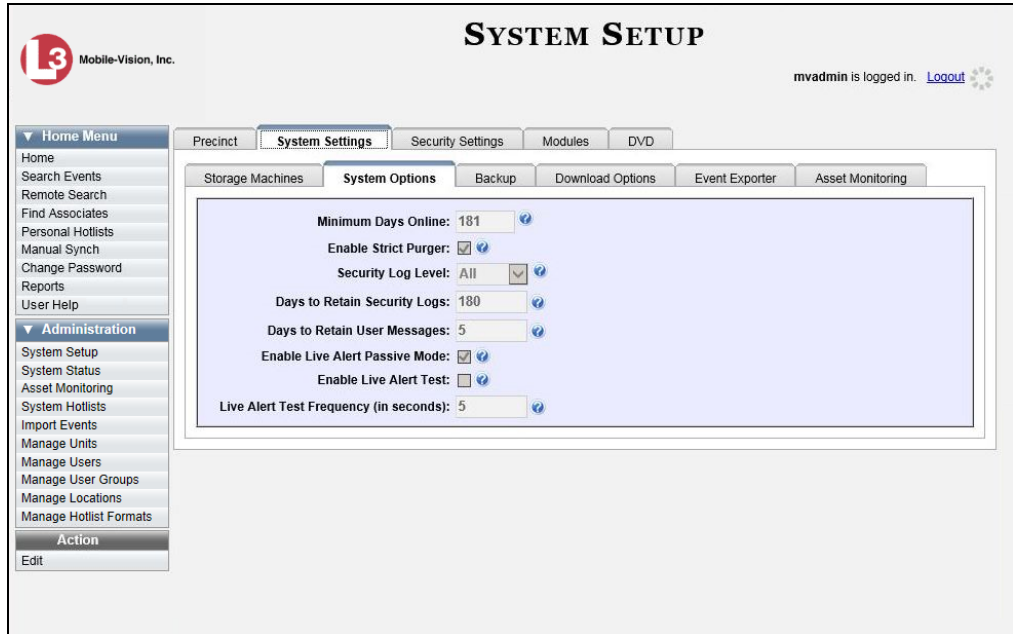 SYSTEM SETUP
L3 Mobile-Vision, Inc.
mvadmin is logged in. Logout
▼ Home Menu
Home
Search Events
Remote Search
Find Associates
Personal Hotlists
Manual Synch
Change Password
Reports
User Help
▼ Administration
System Setup
System Status
Asset Monitoring
System Hotlists
Import Events
Manage Units
Manage Users
Manage User Groups
Manage Locations
Manage Hotlist Formats
Action
Edit
Precinct System Settings Security Settings Modules DVD
Storage Machines System Options Backup Download Options Event Exporter Asset Monitoring
Minimum Days Online: 181 ?
Enable Strict Purger: ?
Security Log Level: All ?
Days to Retain Security Logs: 180 ?
Days to Retain User Messages: 5 ?
Enable Live Alert Passive Mode: ?
Enable Live Alert Test: ?
Live Alert Test Frequency (in seconds): 5 ?